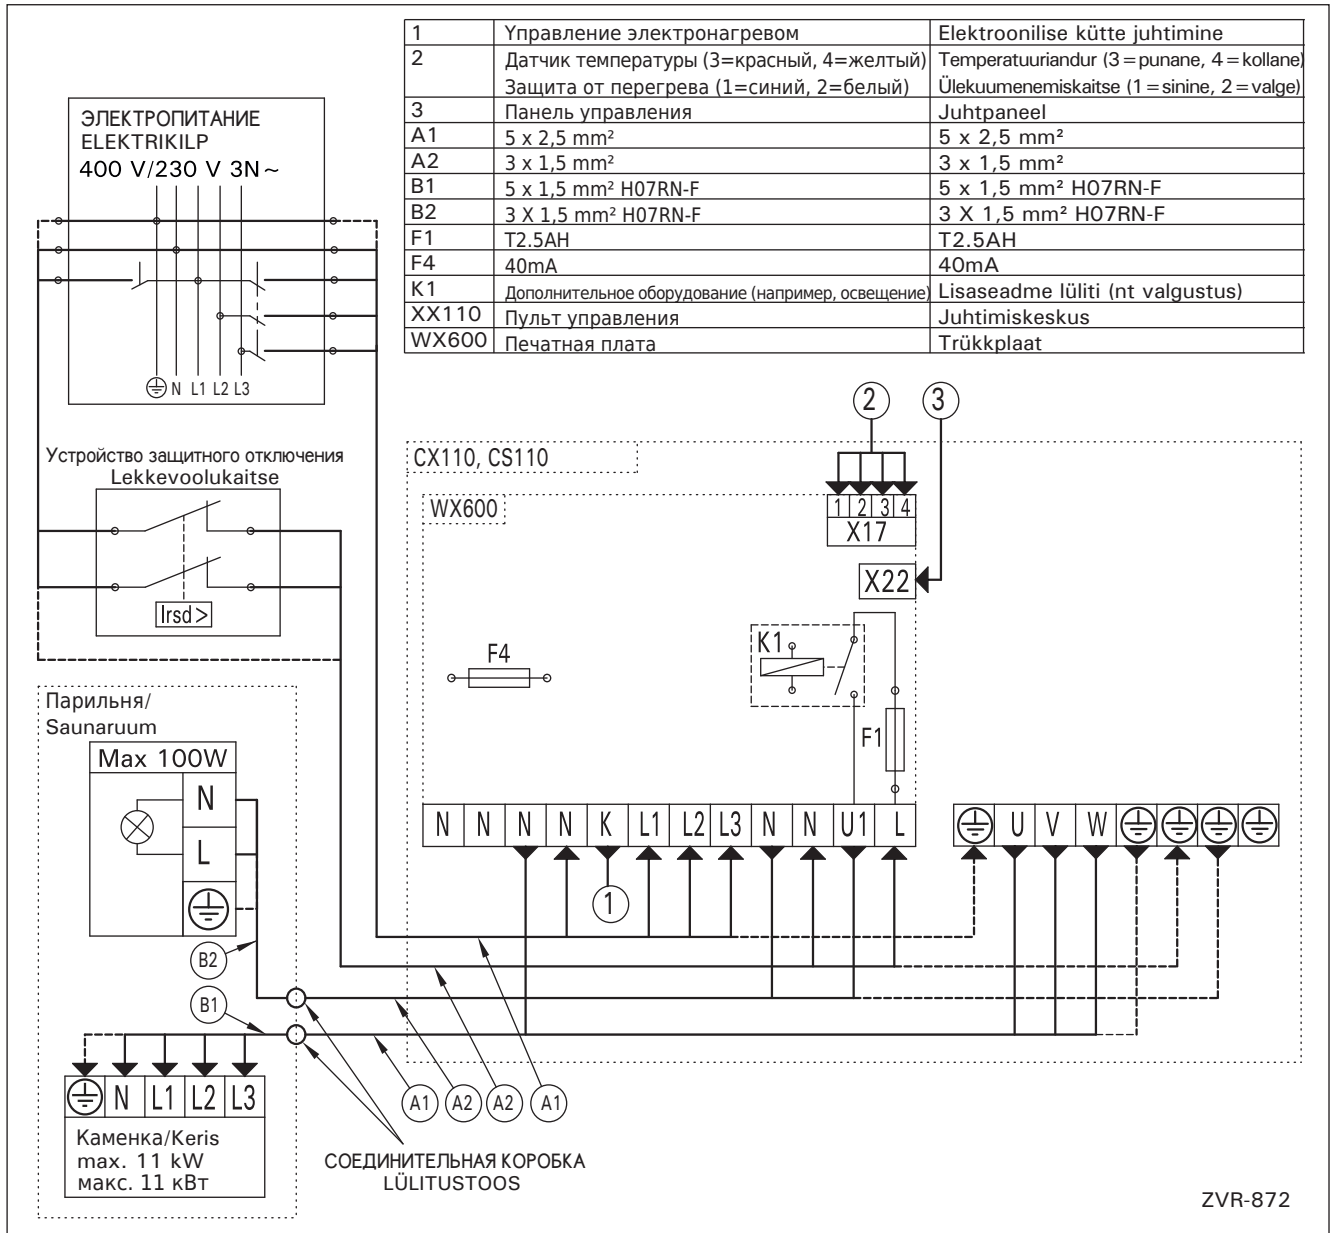 1 Управление электронагревом Elektroonilise kütte juhtimine
2 Датчик температуры (3=красный, 4=желтый) Temperatuuriandur (3=punane, 4=kollane)
Защита от перегрева (1=синий, 2=белый) Ülekuumenemiskaitse (1=sinine, 2=valge)
3 Панель управления Juhtpaneel
A1 5 x 2,5 mm² 5 x 2,5 mm²
A2 3 x 1,5 mm² 3 x 1,5 mm²
B1 5 x 1,5 mm² H07RN-F 5 x 1,5 mm² H07RN-F
B2 3 X 1,5 mm² H07RN-F 3 X 1,5 mm² H07RN-F
F1 T2.5AH T2.5AH
F4 40mA 40mA
K1 Дополнительное оборудование (например, освещение) Lisaseadme lüliti (nt valgustus)
XX110 Пульт управления Juhtimiskeskus
WX600 Печатная плата Trükkplaat
ЭЛЕКТРОПИТАНИЕ
ELEKTRIKILP
400 V/230 V 3N~
N L1 L2 L3
Устройство защитного отключения
Lekkevoolukaitse
Irsd>
2 3
CX110, CS110
WX600
1 2 3 4
X17
X22
K1
F4
F1
N N N N K L1 L2 L3 N N U1 L
U V W
1
Парильня/
Saunaruum
Max 100W
N
L
B2
B1
N L1 L2 L3
Каменка/Keris
max. 11 kW
макс. 11 кВт
A1 A2 A2 A1
СОЕДИНИТЕЛЬНАЯ КОРОБКА
LÜLITUSTOOS
ZVR-872